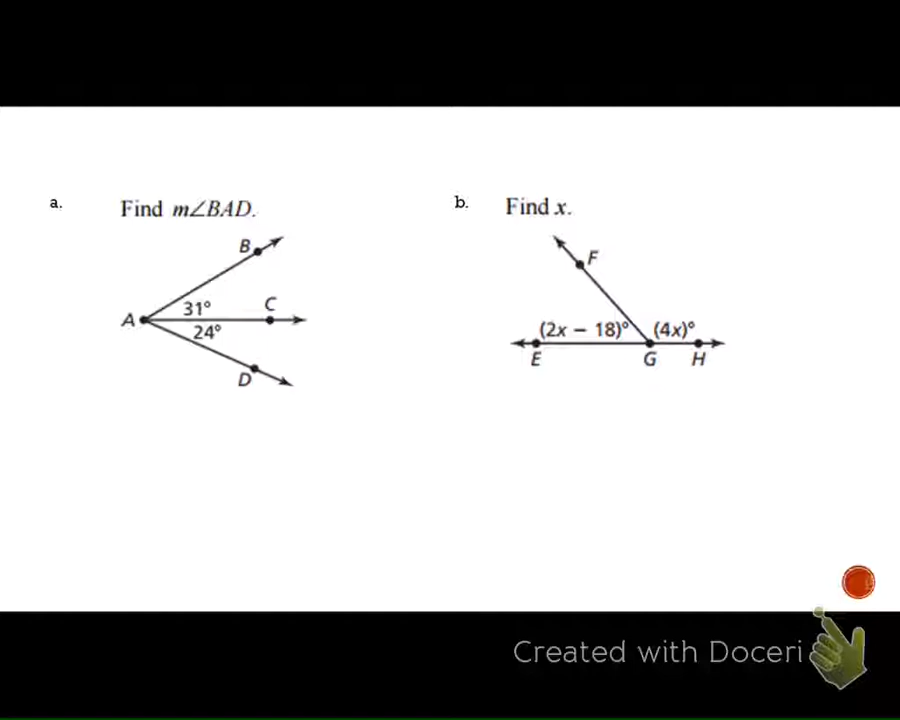 a. Find m∠BAD.
B
31°
C
A
24°
D
b. Find x.
F
(2x − 18)° (4x)°
E G H
Created with Doceri